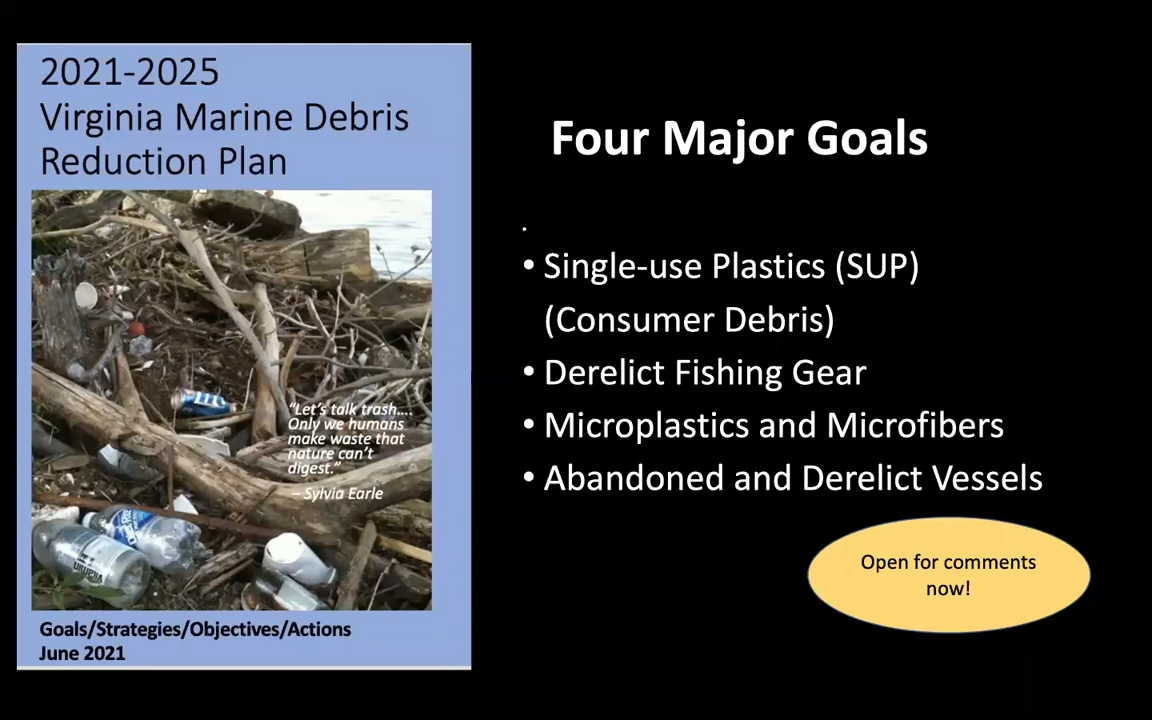 2021-2025
Virginia Marine Debris
Reduction Plan
"Let's talk trash....
Only we humans
make waste that
nature can't
digest."
– Sylvia Earle
Goals/Strategies/Objectives/Actions
June 2021
Four Major Goals
•
• Single-use Plastics (SUP)
(Consumer Debris)
• Derelict Fishing Gear
• Microplastics and Microfibers
• Abandoned and Derelict Vessels
Open for comments
now!